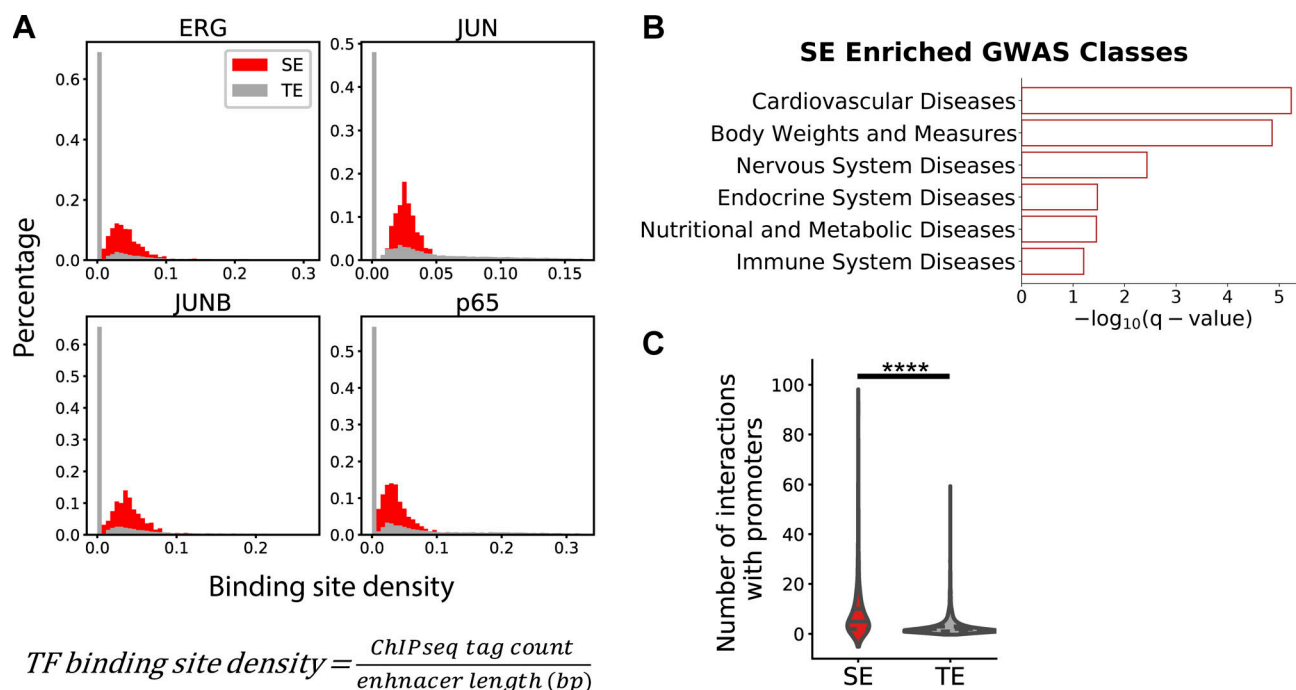 A
ERG
JUN
SE
TE
0.6
0.4
0.2
0.0
0.0 0.1 0.2 0.3
0.5
0.4
0.3
0.2
0.1
0.0
0.00 0.05 0.10 0.15
JUNB
p65
0.6
0.5
0.4
0.3
0.2
0.1
0.0
0.0 0.1 0.2
0.5
0.4
0.3
0.2
0.1
0.0
0.0 0.1 0.2 0.3
Percentage
Binding site density
TF binding site density = ChIPseq tag count
enhnacer length (bp)
B
SE Enriched GWAS Classes
Cardiovascular Diseases
Body Weights and Measures
Nervous System Diseases
Endocrine System Diseases
Nutritional and Metabolic Diseases
Immune System Diseases
0 1 2 3 4 5
−log10(q − value)
C
****
Number of interactions
with promoters
100
80
60
40
20
0
SE TE